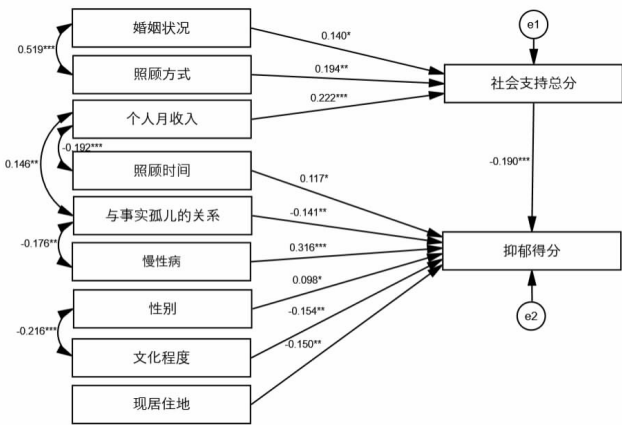 婚姻状况
e1
0.140*
0.519***
照顾方式
0.194**
社会支持总分
0.222***
个人月收入
-0.192***
0.146**
照顾时间
-0.190***
0.117*
与事实孤儿的关系
-0.141**
-0.176**
慢性病
0.316***
抑郁得分
0.098*
性别
-0.154**
e2
-0.216***
文化程度
-0.150**
现居住地